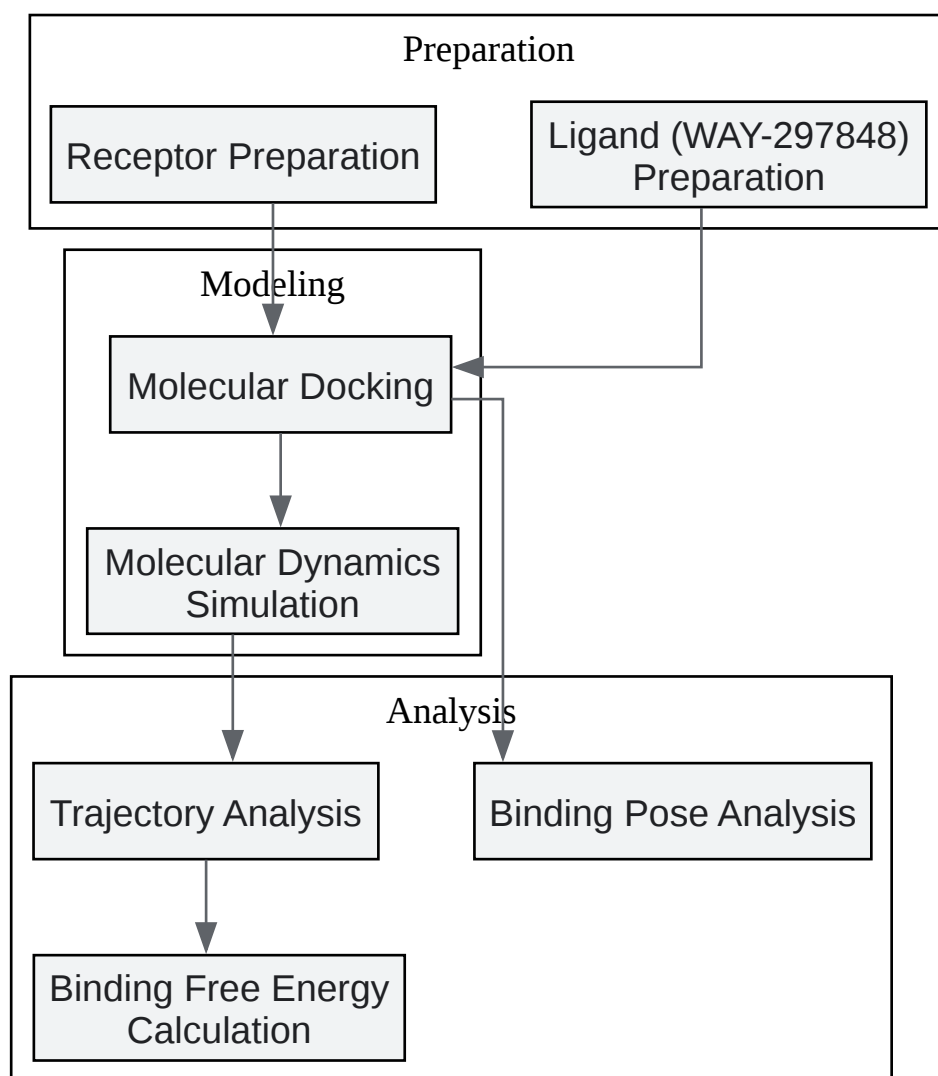 Preparation
Receptor Preparation
Ligand (WAY-297848)
Preparation
Modeling
Molecular Docking
Molecular Dynamics
Simulation
Analysis
Trajectory Analysis
Binding Pose Analysis
Binding Free Energy
Calculation